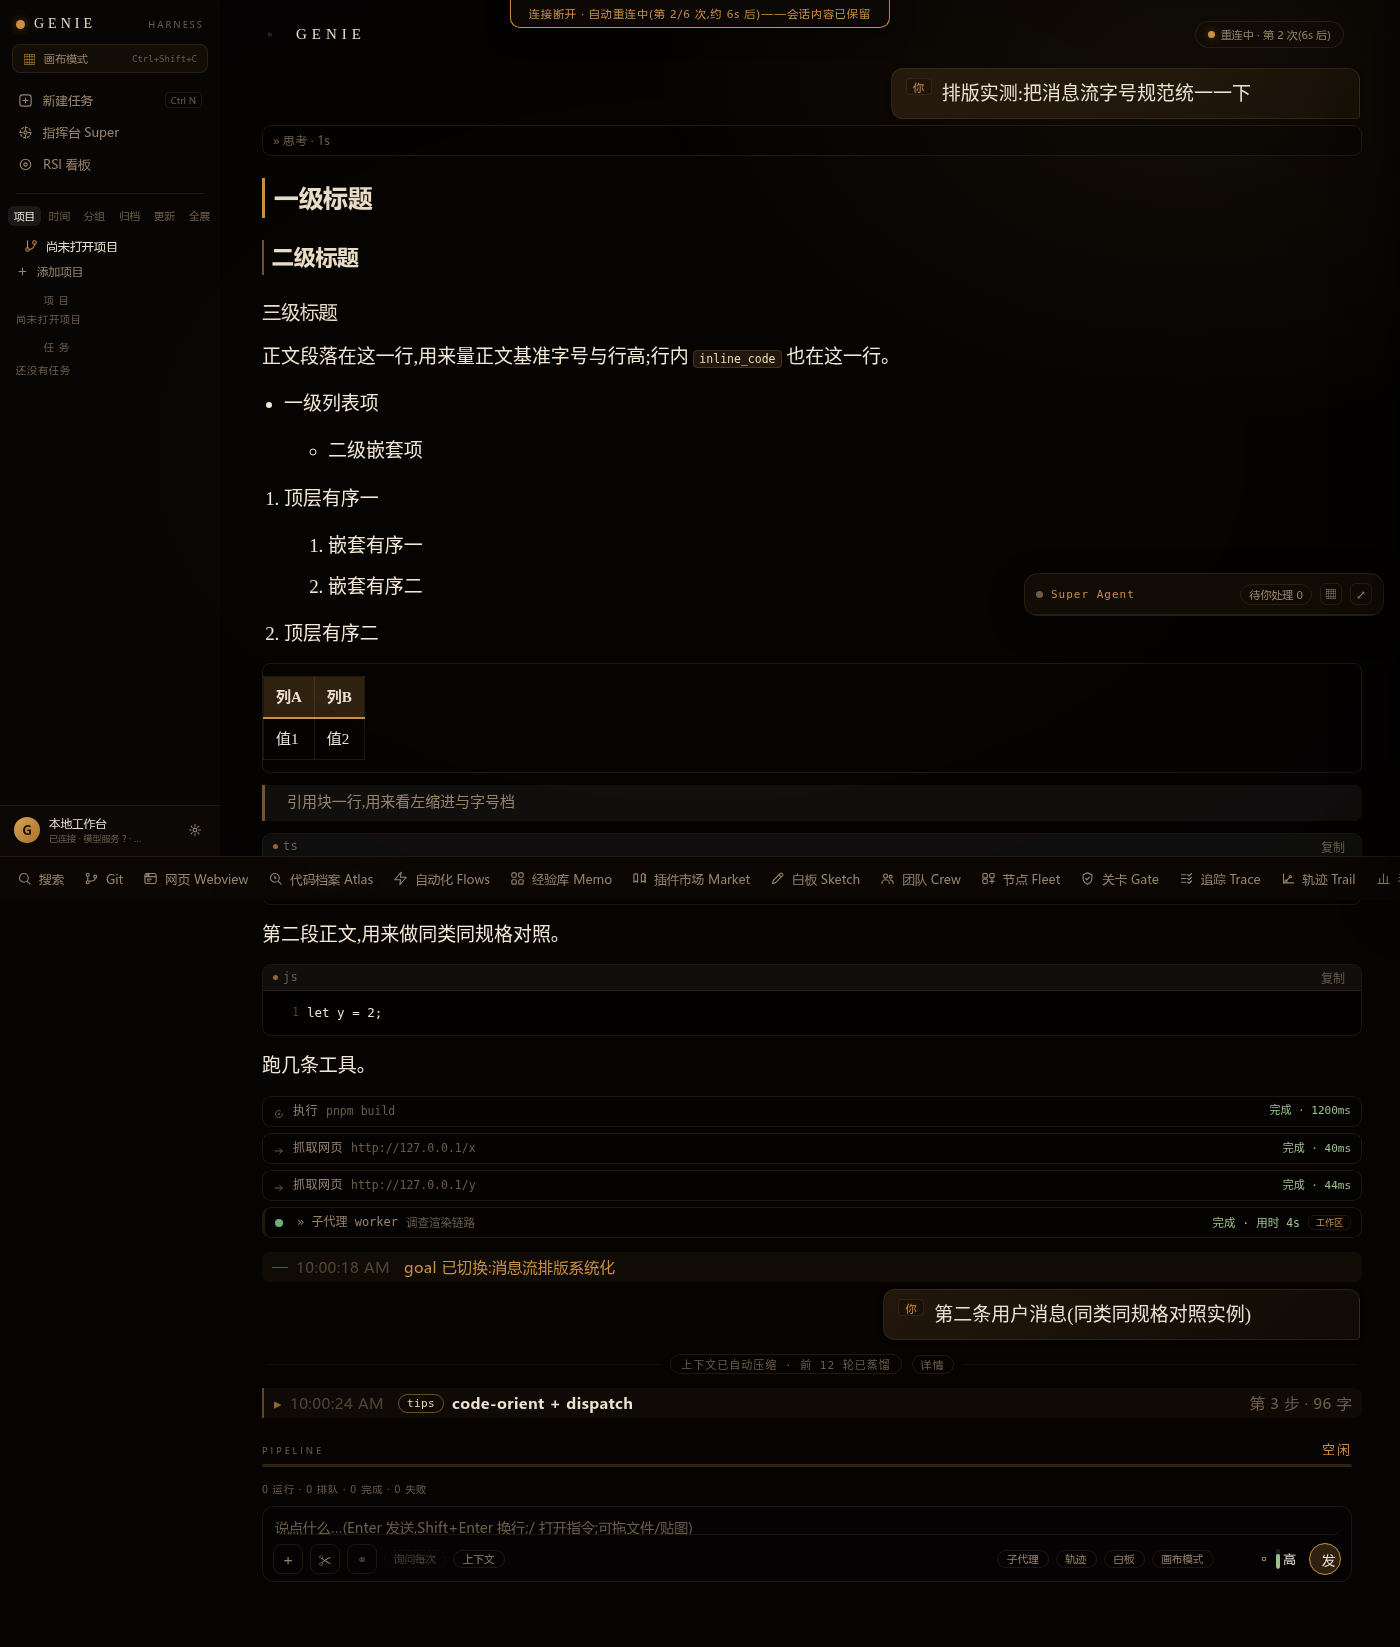 连接断开 · 自动重连中(第 2/6 次,约 6s 后)——会话内容已保留
GENIE
HARNESS
画布模式
Ctrl+Shift+C
新建任务
Ctrl N
指挥台 Super
RSI 看板
项目 时间 分组 归档 更新 全展
尚未打开项目
+ 添加项目
项 目
尚未打开项目
任 务
还没有任务
G
本地工作台
已连接 · 模型服务 ? · ...
GENIE
重连中 · 第 2 次(6s 后)
你 排版实测:把消息流字号规范统一一下
» 思考 · 1s
一级标题
二级标题
三级标题
正文段落在这一行,用来量正文基准字号与行高;行内 inline_code 也在这一行。
• 一级列表项
◦ 二级嵌套项
1. 顶层有序一
1. 嵌套有序一
2. 嵌套有序二
2. 顶层有序二
Super Agent
待你处理 0
列A 列B
值1 值2
引用块一行,用来看左缩进与字号档
ts
复制
搜索 Git 网页 Webview 代码档案 Atlas 自动化 Flows 经验库 Memo 插件市场 Market 白板 Sketch 团队 Crew 节点 Fleet 关卡 Gate 追踪 Trace 轨迹 Trail
第二段正文,用来做同类同规格对照。
js
复制
1 let y = 2;
跑几条工具。
执行 pnpm build 完成 · 1200ms
抓取网页 http://127.0.0.1/x 完成 · 40ms
抓取网页 http://127.0.0.1/y 完成 · 44ms
» 子代理 worker 调查渲染链路 完成 · 用时 4s 工作区
— 10:00:18 AM goal 已切换:消息流排版系统化
你 第二条用户消息(同类同规格对照实例)
上下文已自动压缩 · 前 12 轮已蒸馏 详情
▸ 10:00:24 AM tips code-orient + dispatch 第 3 步 · 96 字
PIPELINE
空闲
0 运行 · 0 排队 · 0 完成 · 0 失败
说点什么...(Enter 发送,Shift+Enter 换行;/ 打开指令;可拖文件/贴图)
+ 询问每次 上下文 子代理 轨迹 白板 画布模式 高 发